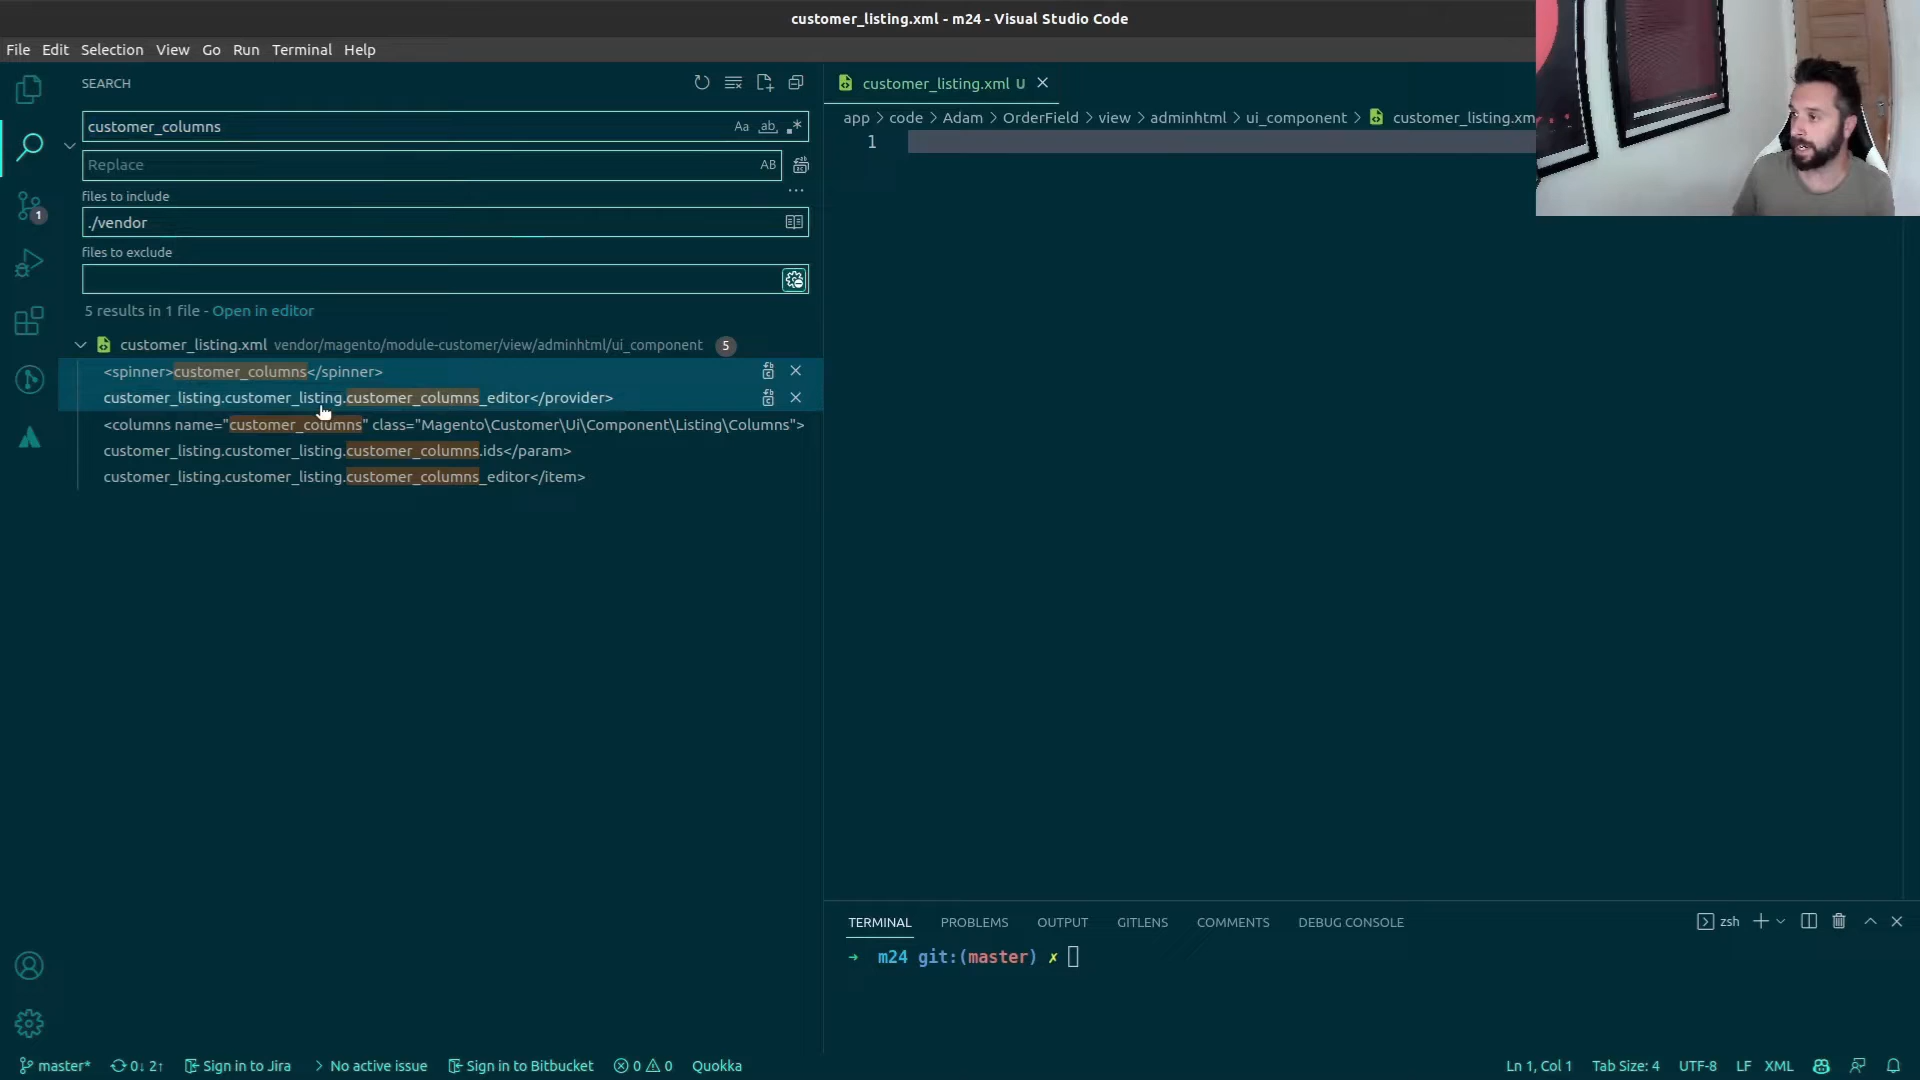 customer_listing.xml - m24 - Visual Studio Code
File Edit Selection View Go Run Terminal Help
SEARCH
customer_columns
Aa ab .*
Replace
AB
files to include
./vendor
files to exclude
5 results in 1 file - Open in editor
customer_listing.xml vendor/magento/module-customer/view/adminhtml/ui_component 5
<spinner>customer_columns</spinner>
customer_listing.customer_listing.customer_columns_editor</provider>
<columns name="customer_columns" class="Magento\Customer\Ui\Component\Listing\Columns">
customer_listing.customer_listing.customer_columns.ids</param>
customer_listing.customer_listing.customer_columns_editor</item>
1
customer_listing.xml U
app > code > Adam > OrderField > view > adminhtml > ui_component > customer_listing.xm
1
TERMINAL PROBLEMS OUTPUT GITLENS COMMENTS DEBUG CONSOLE
zsh
→ m24 git:(master) ✗
master* 0↓ 2↑ Sign in to Jira > No active issue Sign in to Bitbucket 0 0 Quokka
Ln 1, Col 1 Tab Size: 4 UTF-8 LF XML